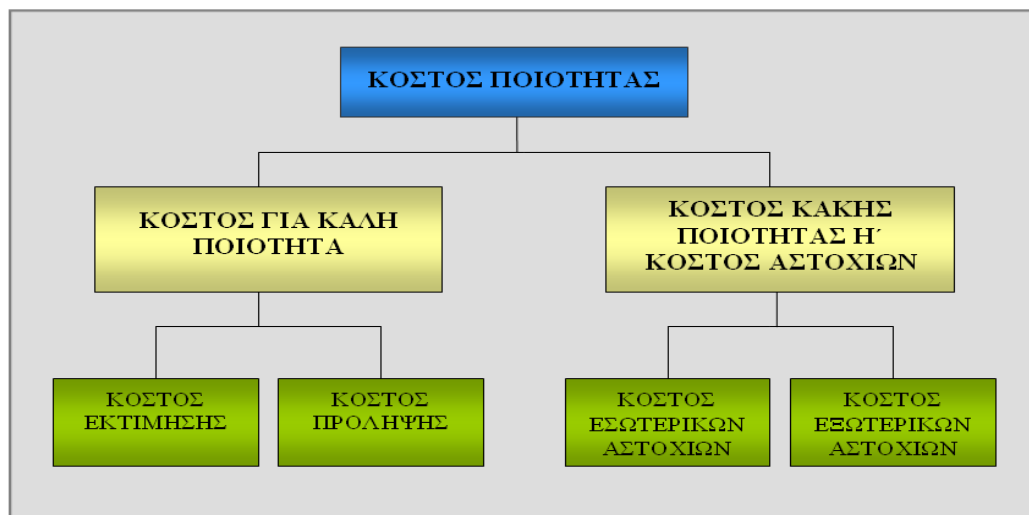 ΚΟΣΤΟΣ ΠΟΙΟΤΗΤΑΣ
ΚΟΣΤΟΣ ΓΙΑ ΚΑΛΗ
ΠΟΙΟΤΗΤΑ
ΚΟΣΤΟΣ ΚΑΚΗΣ
ΠΟΙΟΤΗΤΑΣ Η΄
ΚΟΣΤΟΣ ΑΣΤΟΧΙΩΝ
ΚΟΣΤΟΣ
ΕΚΤΙΜΗΣΗΣ
ΚΟΣΤΟΣ
ΠΡΟΛΗΨΗΣ
ΚΟΣΤΟΣ
ΕΣΩΤΕΡΙΚΩΝ
ΑΣΤΟΧΙΩΝ
ΚΟΣΤΟΣ
ΕΞΩΤΕΡΙΚΩΝ
ΑΣΤΟΧΙΩΝ